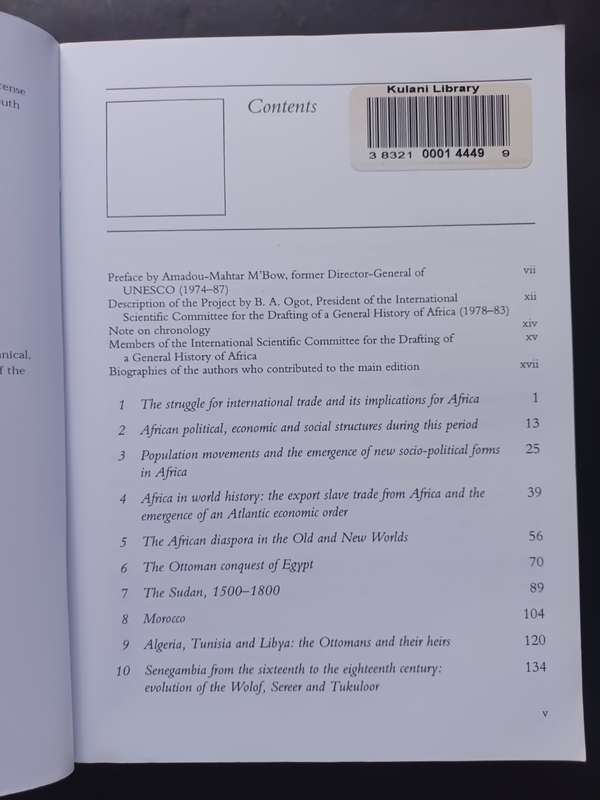 Contents
Kulani Library
3 8321 0001 4449 9
Preface by Amadou-Mahtar M'Bow, former Director-General of vii
UNESCO (1974–87)
Description of the Project by B. A. Ogot, President of the International xii
Scientific Committee for the Drafting of a General History of Africa (1978–83)
Note on chronology xiv
Members of the International Scientific Committee for the Drafting of xv
a General History of Africa
Biographies of the authors who contributed to the main edition xvii
1 The struggle for international trade and its implications for Africa 1
2 African political, economic and social structures during this period 13
3 Population movements and the emergence of new socio-political forms 25
in Africa
4 Africa in world history: the export slave trade from Africa and the 39
emergence of an Atlantic economic order
5 The African diaspora in the Old and New Worlds 56
6 The Ottoman conquest of Egypt 70
7 The Sudan, 1500–1800 89
8 Morocco 104
9 Algeria, Tunisia and Libya: the Ottomans and their heirs 120
10 Senegambia from the sixteenth to the eighteenth century: 134
evolution of the Wolof, Sereer and Tukuloor
v